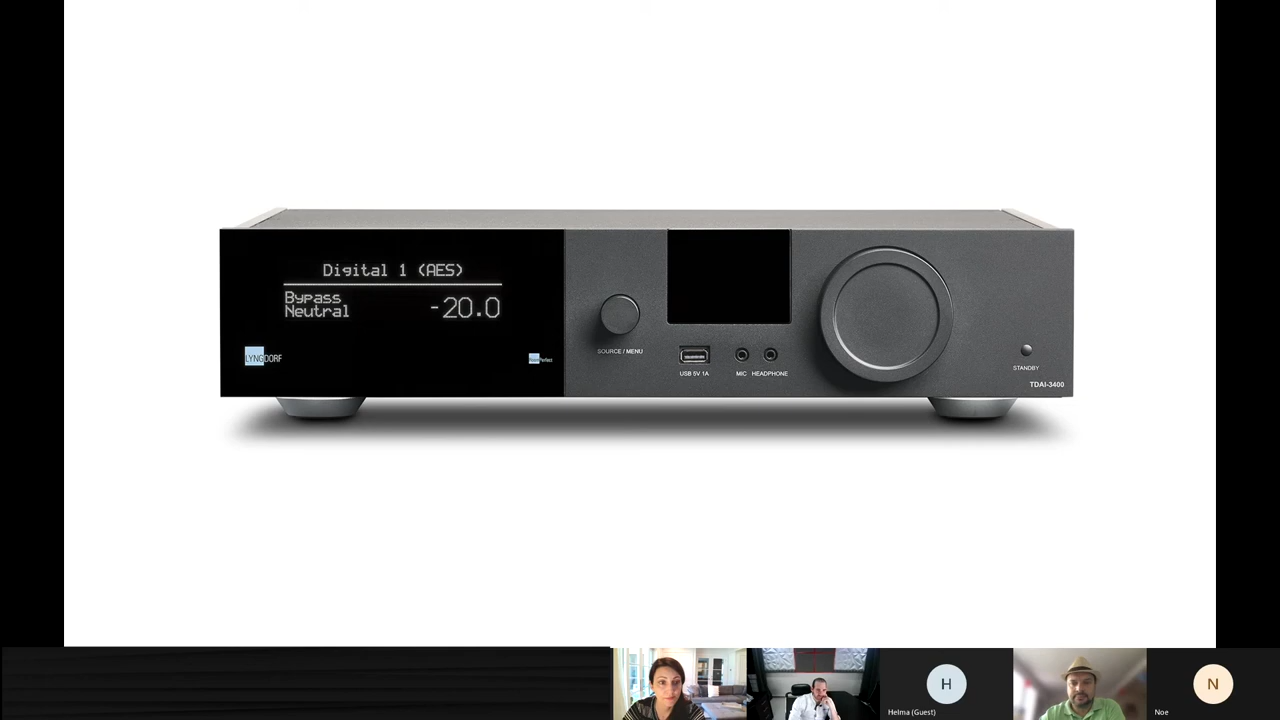 Digital 1 (AES)
Bypass
Neutral
-20.0
LYNGDORF
RoomPerfect
SOURCE / MENU
USB 5V 1A
MIC
HEADPHONE
STANDBY
TDAI-3400
H
Helma (Guest)
N
Noe